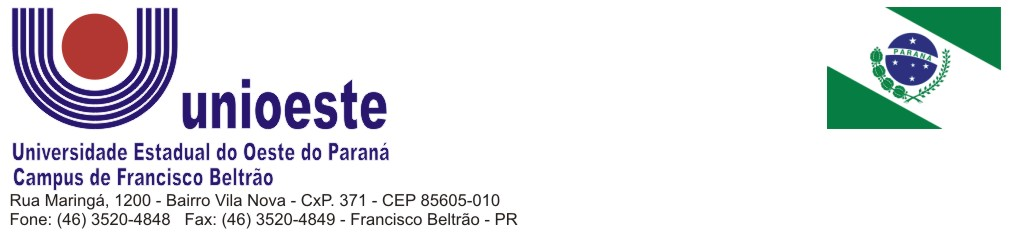 unioeste
Universidade Estadual do Oeste do Paraná
Campus de Francisco Beltrão
Rua Maringá, 1200 - Bairro Vila Nova - CxP. 371 - CEP 85605-010
Fone: (46) 3520-4848   Fax: (46) 3520-4849 - Francisco Beltrão - PR
PARANÁ